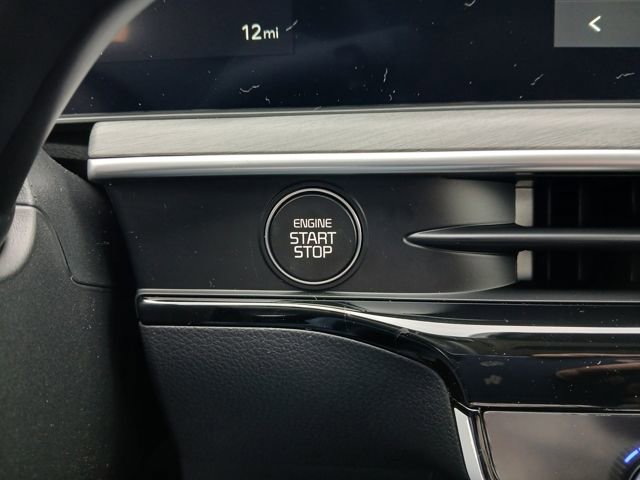 12mi
<
ENGINE
START
STOP